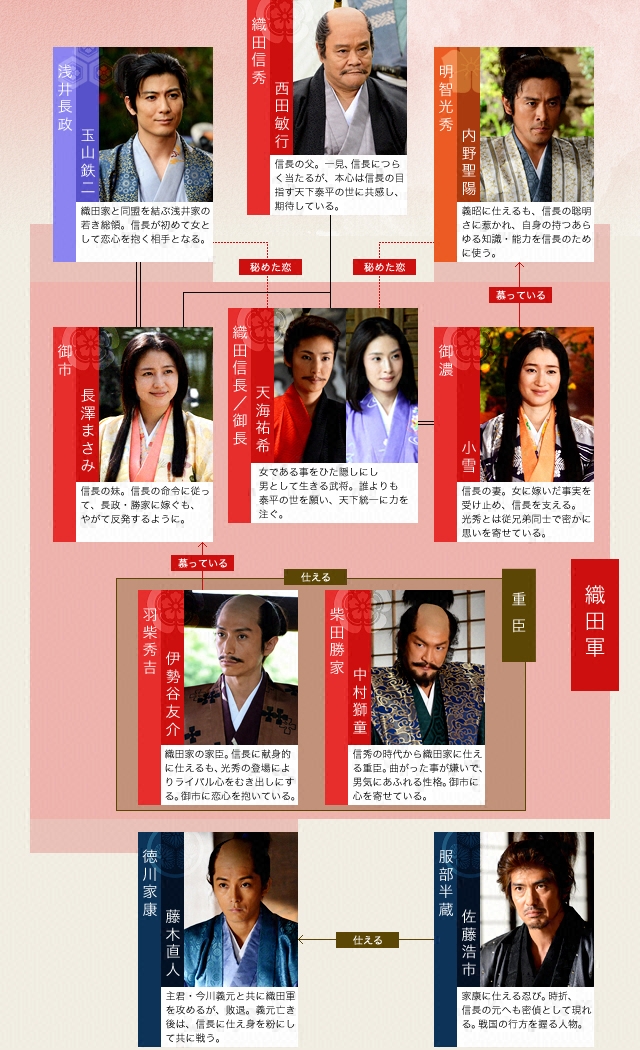 織田信秀
西田敏行
信長の父。一見、信長につら
く当たるが、本心は信長の目
指す天下泰平の世に共感し、
期待している。
浅井長政
玉山鉄二
織田家と同盟を結ぶ浅井家の
若き総領。信長が初めて女と
して恋心を抱く相手となる。
明智光秀
内野聖陽
義昭に仕えるも、信長の聡明
さに惹かれ、自身の持つあら
ゆる知識・能力を信長のため
に使う。
秘めた恋
秘めた恋
慕っている
御市
長澤まさみ
信長の妹。信長の命令に従っ
て、長政・勝家に嫁ぐも、
やがて反発するように。
織田信長／御長
天海祐希
女である事をひた隠しにし
男として生きる武将。誰よりも
泰平の世を願い、天下統一に力を
注ぐ。
御濃
小雪
信長の妻。女に嫁いだ事実を
受け止め、信長を支える。
光秀とは従兄弟同士で密かに
思いを寄せている。
慕っている
仕える
重臣
織田軍
羽柴秀吉
伊勢谷友介
織田家の家臣。信長に献身的
に仕えるも、光秀の登場によ
りライバル心をむき出しにす
る。御市に恋心を抱いている。
柴田勝家
中村獅童
信秀の時代から織田家に仕え
る重臣。曲がった事が嫌いで、
男気にあふれる性格。御市に
心を寄せている。
徳川家康
藤木直人
主君・今川義元と共に織田軍
を攻めるが、敗退。義元亡き
後は、信長に仕え身を粉にし
て共に戦う。
仕える
服部半蔵
佐藤浩市
家康に仕える忍び。時折、
信長の元へも密偵として現れ
る。戦国の行方を握る人物。